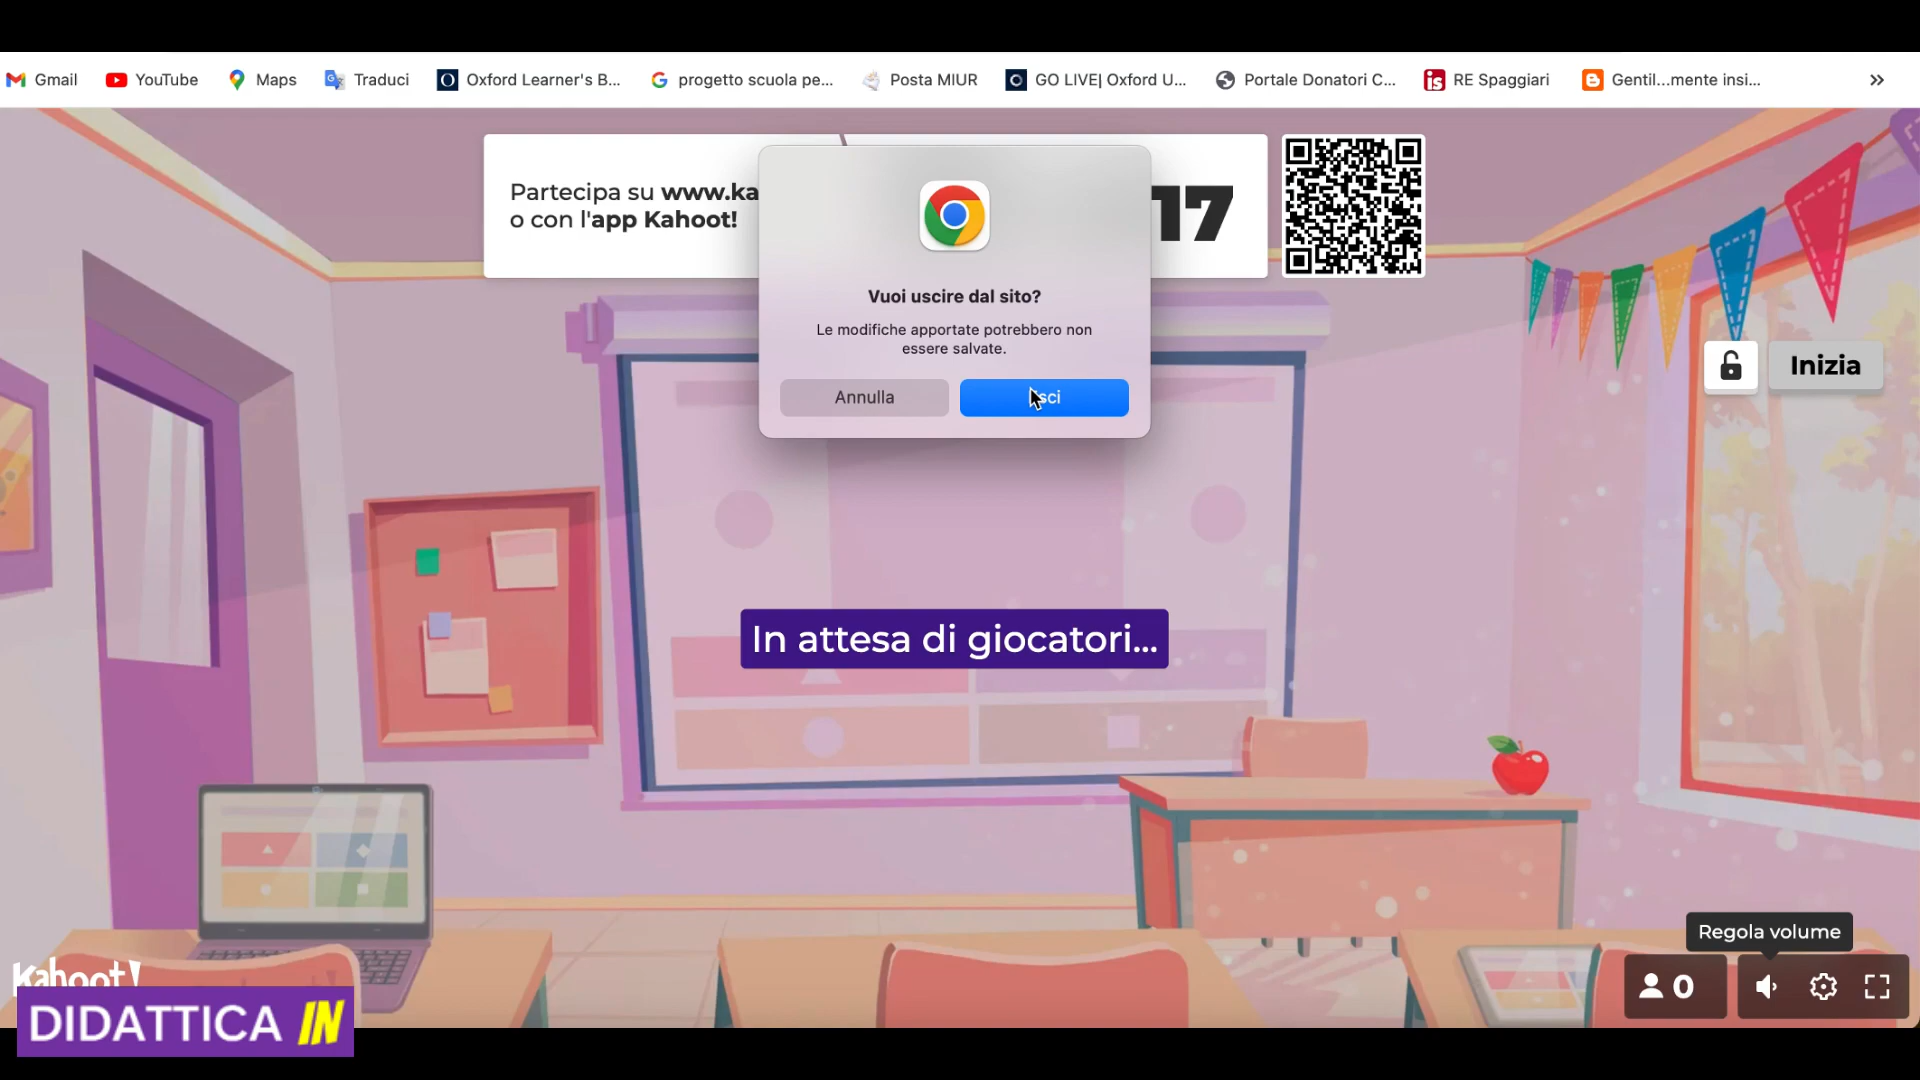 Gmail
YouTube
Maps
Traduci
Oxford Learner's B...
progetto scuola pe...
Posta MIUR
GO LIVE| Oxford U...
Portale Donatori C...
RE Spaggiari
Gentil...mente insi...
Partecipa su www.ka
o con l'app Kahoot!
17
Vuoi uscire dal sito?
Le modifiche apportate potrebbero non
essere salvate.
Annulla
Inizia
In attesa di giocatori...
Regola volume
0
Kahoot!
DIDATTICA IN